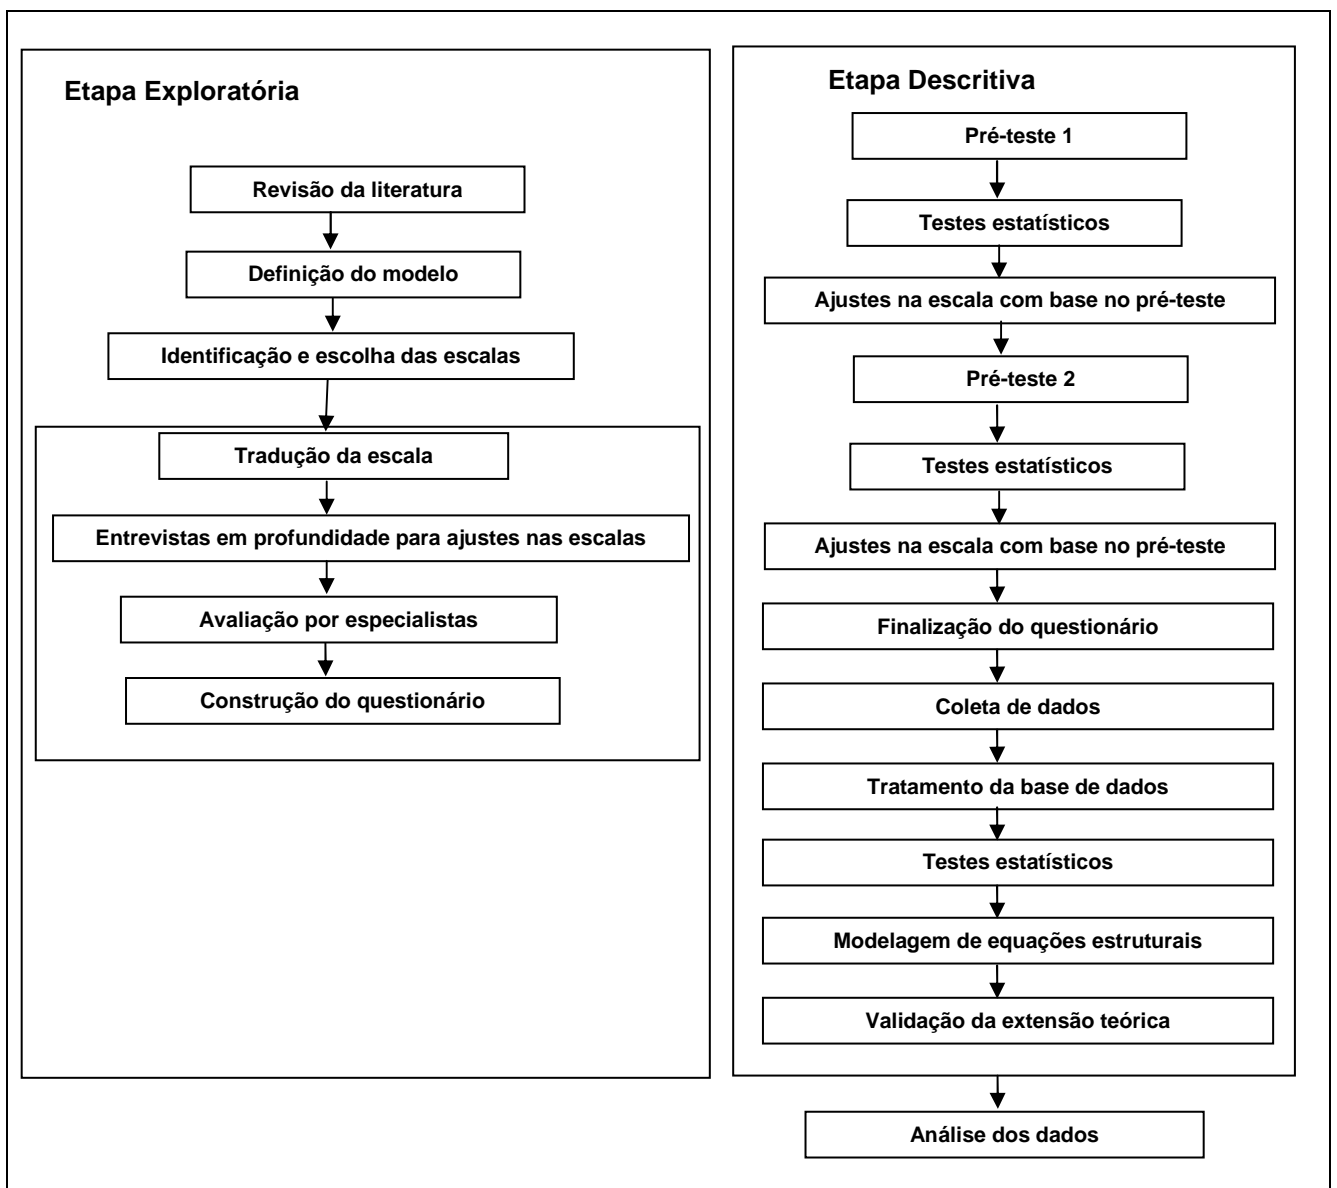 Etapa Exploratória
Revisão da literatura
Definição do modelo
Identificação e escolha das escalas
Tradução da escala
Entrevistas em profundidade para ajustes nas escalas
Avaliação por especialistas
Construção do questionário
Etapa Descritiva
Pré-teste 1
Testes estatísticos
Ajustes na escala com base no pré-teste
Pré-teste 2
Testes estatísticos
Ajustes na escala com base no pré-teste
Finalização do questionário
Coleta de dados
Tratamento da base de dados
Testes estatísticos
Modelagem de equações estruturais
Validação da extensão teórica
Análise dos dados